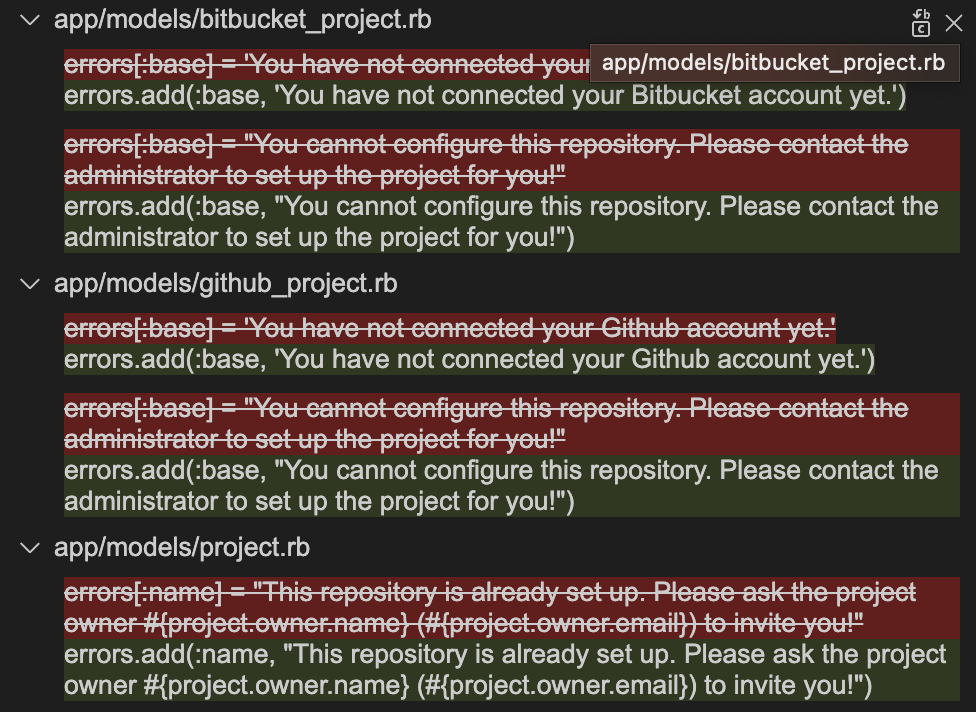 app/models/bitbucket_project.rb
errors[:base] = 'You have not connected your
app/models/bitbucket_project.rb
errors.add(:base, 'You have not connected your Bitbucket account yet.')
errors[:base] = "You cannot configure this repository. Please contact the
administrator to set up the project for you!"
errors.add(:base, "You cannot configure this repository. Please contact the
administrator to set up the project for you!")
app/models/github_project.rb
errors[:base] = 'You have not connected your Github account yet.'
errors.add(:base, 'You have not connected your Github account yet.')
errors[:base] = "You cannot configure this repository. Please contact the
administrator to set up the project for you!"
errors.add(:base, "You cannot configure this repository. Please contact the
administrator to set up the project for you!")
app/models/project.rb
errors[:name] = "This repository is already set up. Please ask the project
owner #{project.owner.name} (#{project.owner.email}) to invite you!"
errors.add(:name, "This repository is already set up. Please ask the project
owner #{project.owner.name} (#{project.owner.email}) to invite you!")